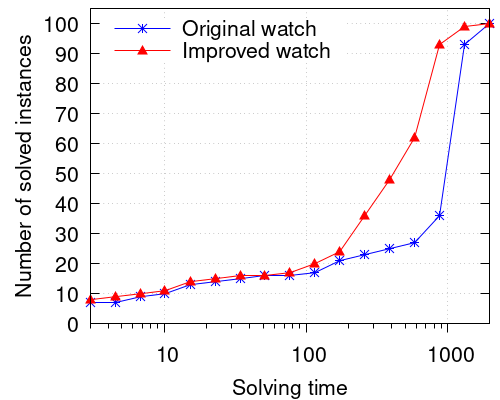 Original watch
Improved watch
100
90
80
70
60
50
40
30
20
10
0
Number of solved instances
10 100 1000
Solving time